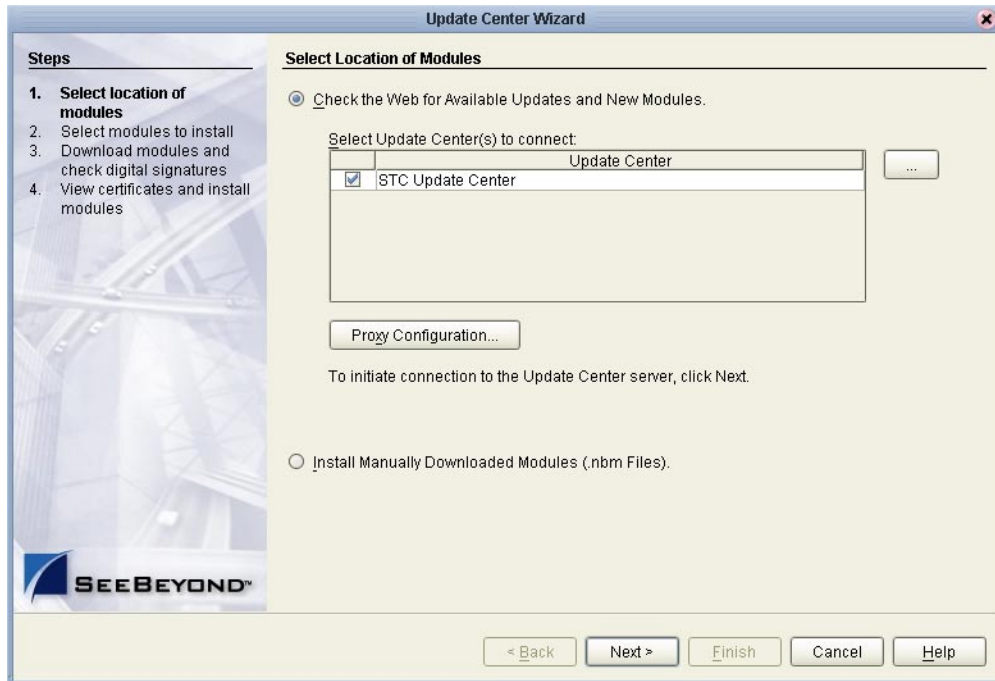 Update Center Wizard
Steps
1. Select location of
modules
2. Select modules to install
3. Download modules and
check digital signatures
4. View certificates and install
modules
SEEBEYOND™
Select Location of Modules
Check the Web for Available Updates and New Modules.
Select Update Center(s) to connect:
Update Center
STC Update Center
...
Proxy Configuration...
To initiate connection to the Update Center server, click Next.
Install Manually Downloaded Modules (.nbm Files).
< Back
Next >
Finish
Cancel
Help